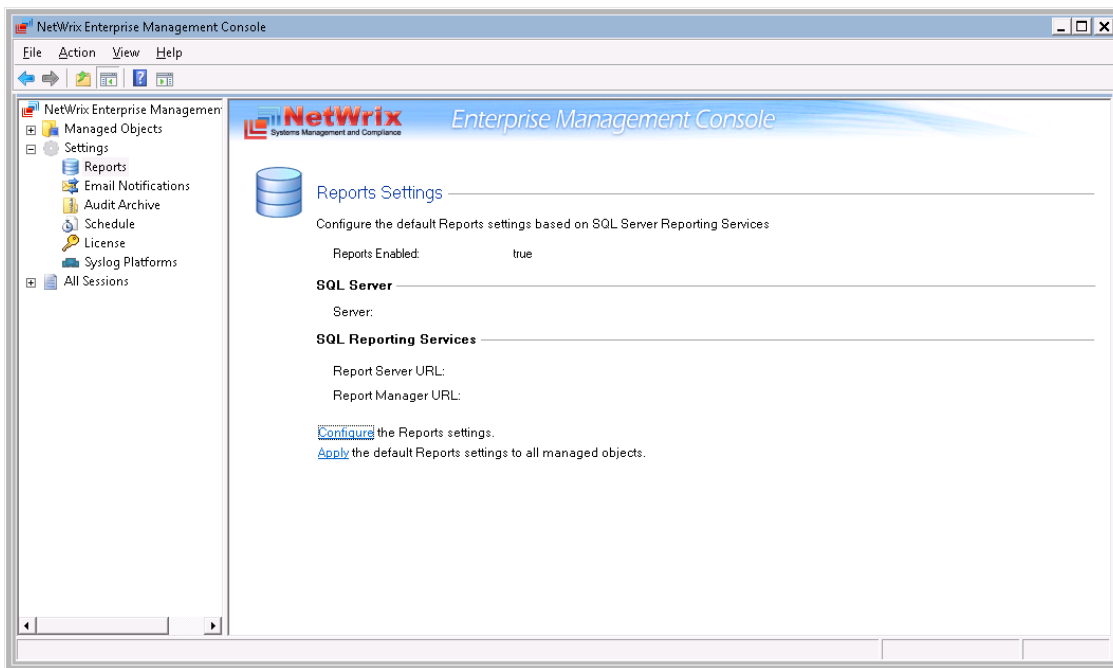 NetWrix Enterprise Management Console
File Action View Help
NetWrix Enterprise Managemen
Managed Objects
Settings
Reports
Email Notifications
Audit Archive
Schedule
License
Syslog Platforms
All Sessions
NetWrix
Systems Management and Compliance
Enterprise Management Console
Reports Settings
Configure the default Reports settings based on SQL Server Reporting Services
Reports Enabled: true
SQL Server
Server:
SQL Reporting Services
Report Server URL:
Report Manager URL:
Configure the Reports settings.
Apply the default Reports settings to all managed objects.